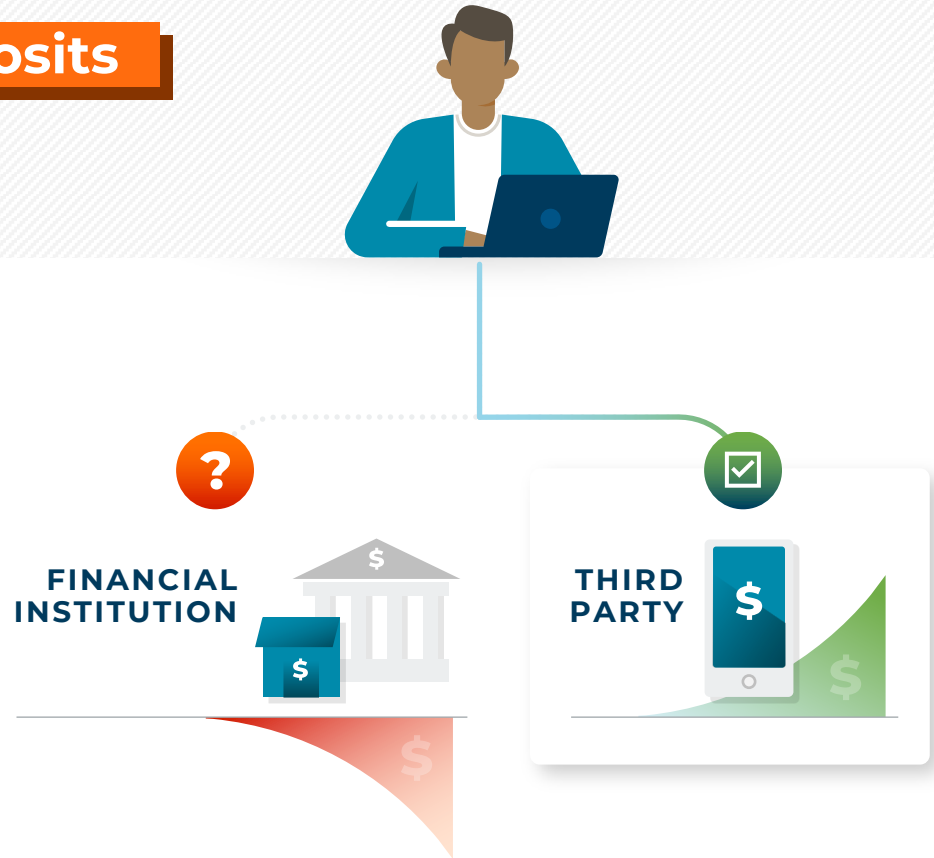 osits
?
$
FINANCIAL
INSTITUTION
$
$
THIRD
PARTY
$
$